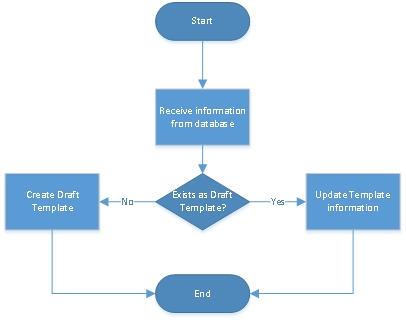 Start
Receive information
from database
Exists as Draft
Template?
No
Yes
Create Draft
Template
Update Template
information
End